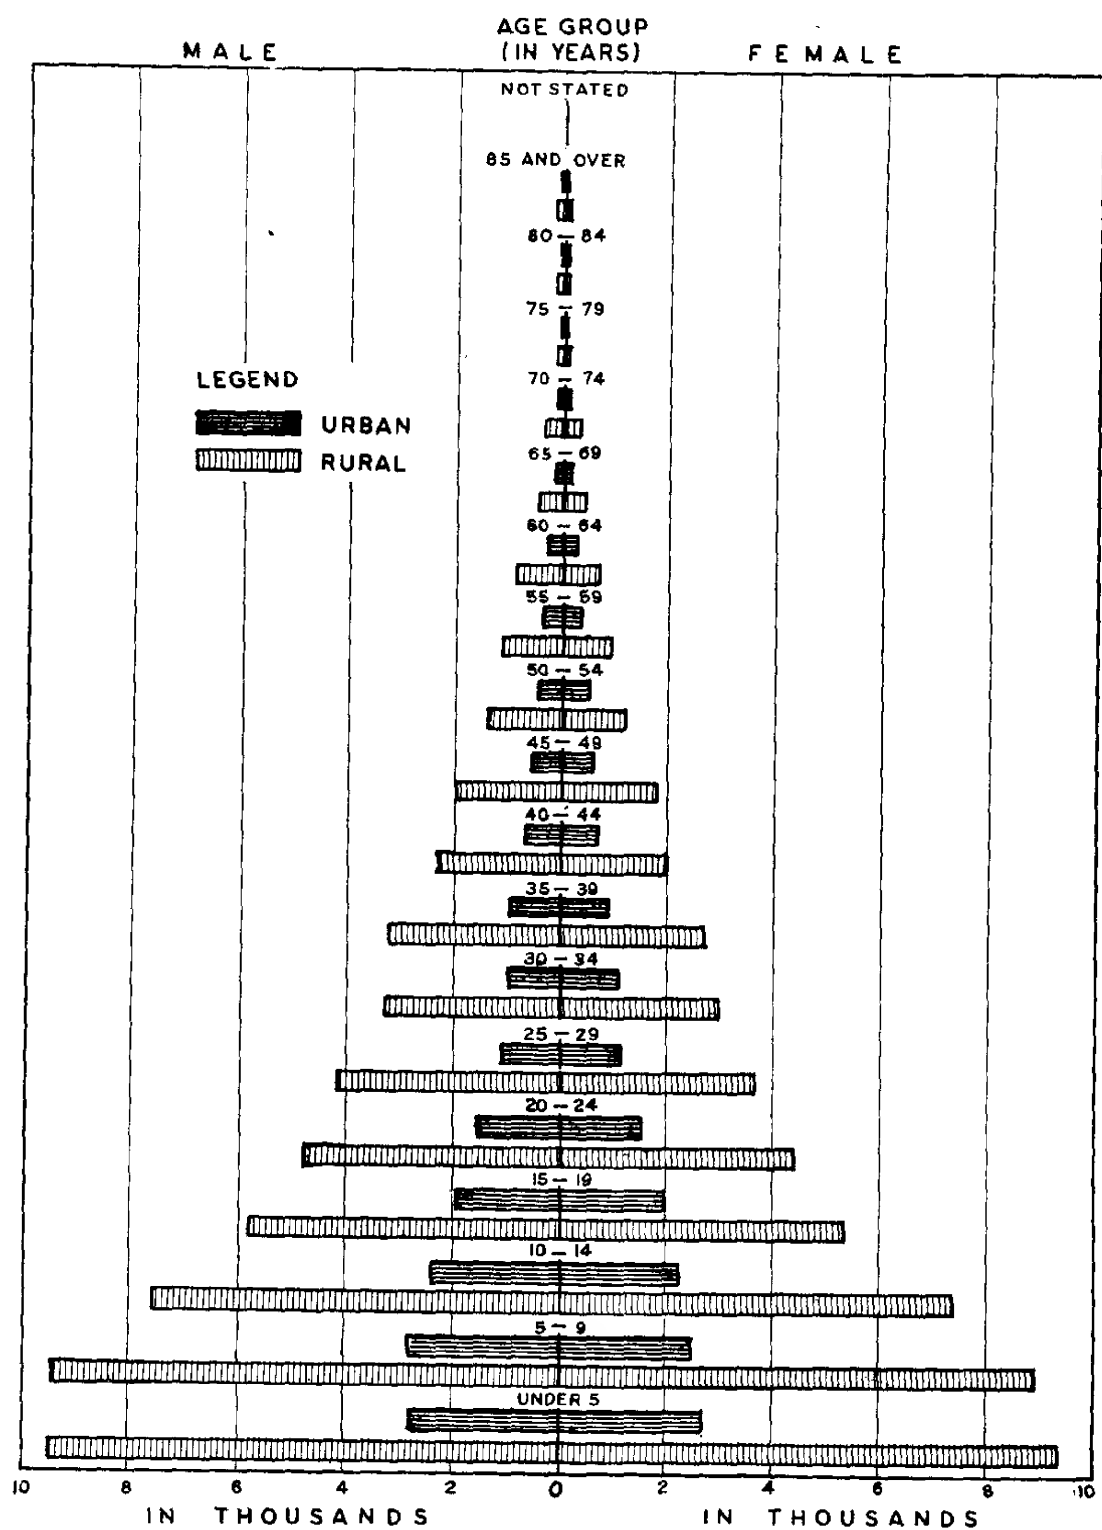 AGE GROUP
MALE (IN YEARS) FEMALE
NOT STATED
85 AND OVER
80 — 84
75 — 79
70 — 74
LEGEND
URBAN
RURAL
65 — 69
60 — 64
55 — 59
50 — 54
45 — 49
40 — 44
35 — 39
30 — 34
25 — 29
20 — 24
15 — 19
10 — 14
5 — 9
UNDER 5
10 8 6 4 2 0 2 4 6 8 10
IN THOUSANDS IN THOUSANDS